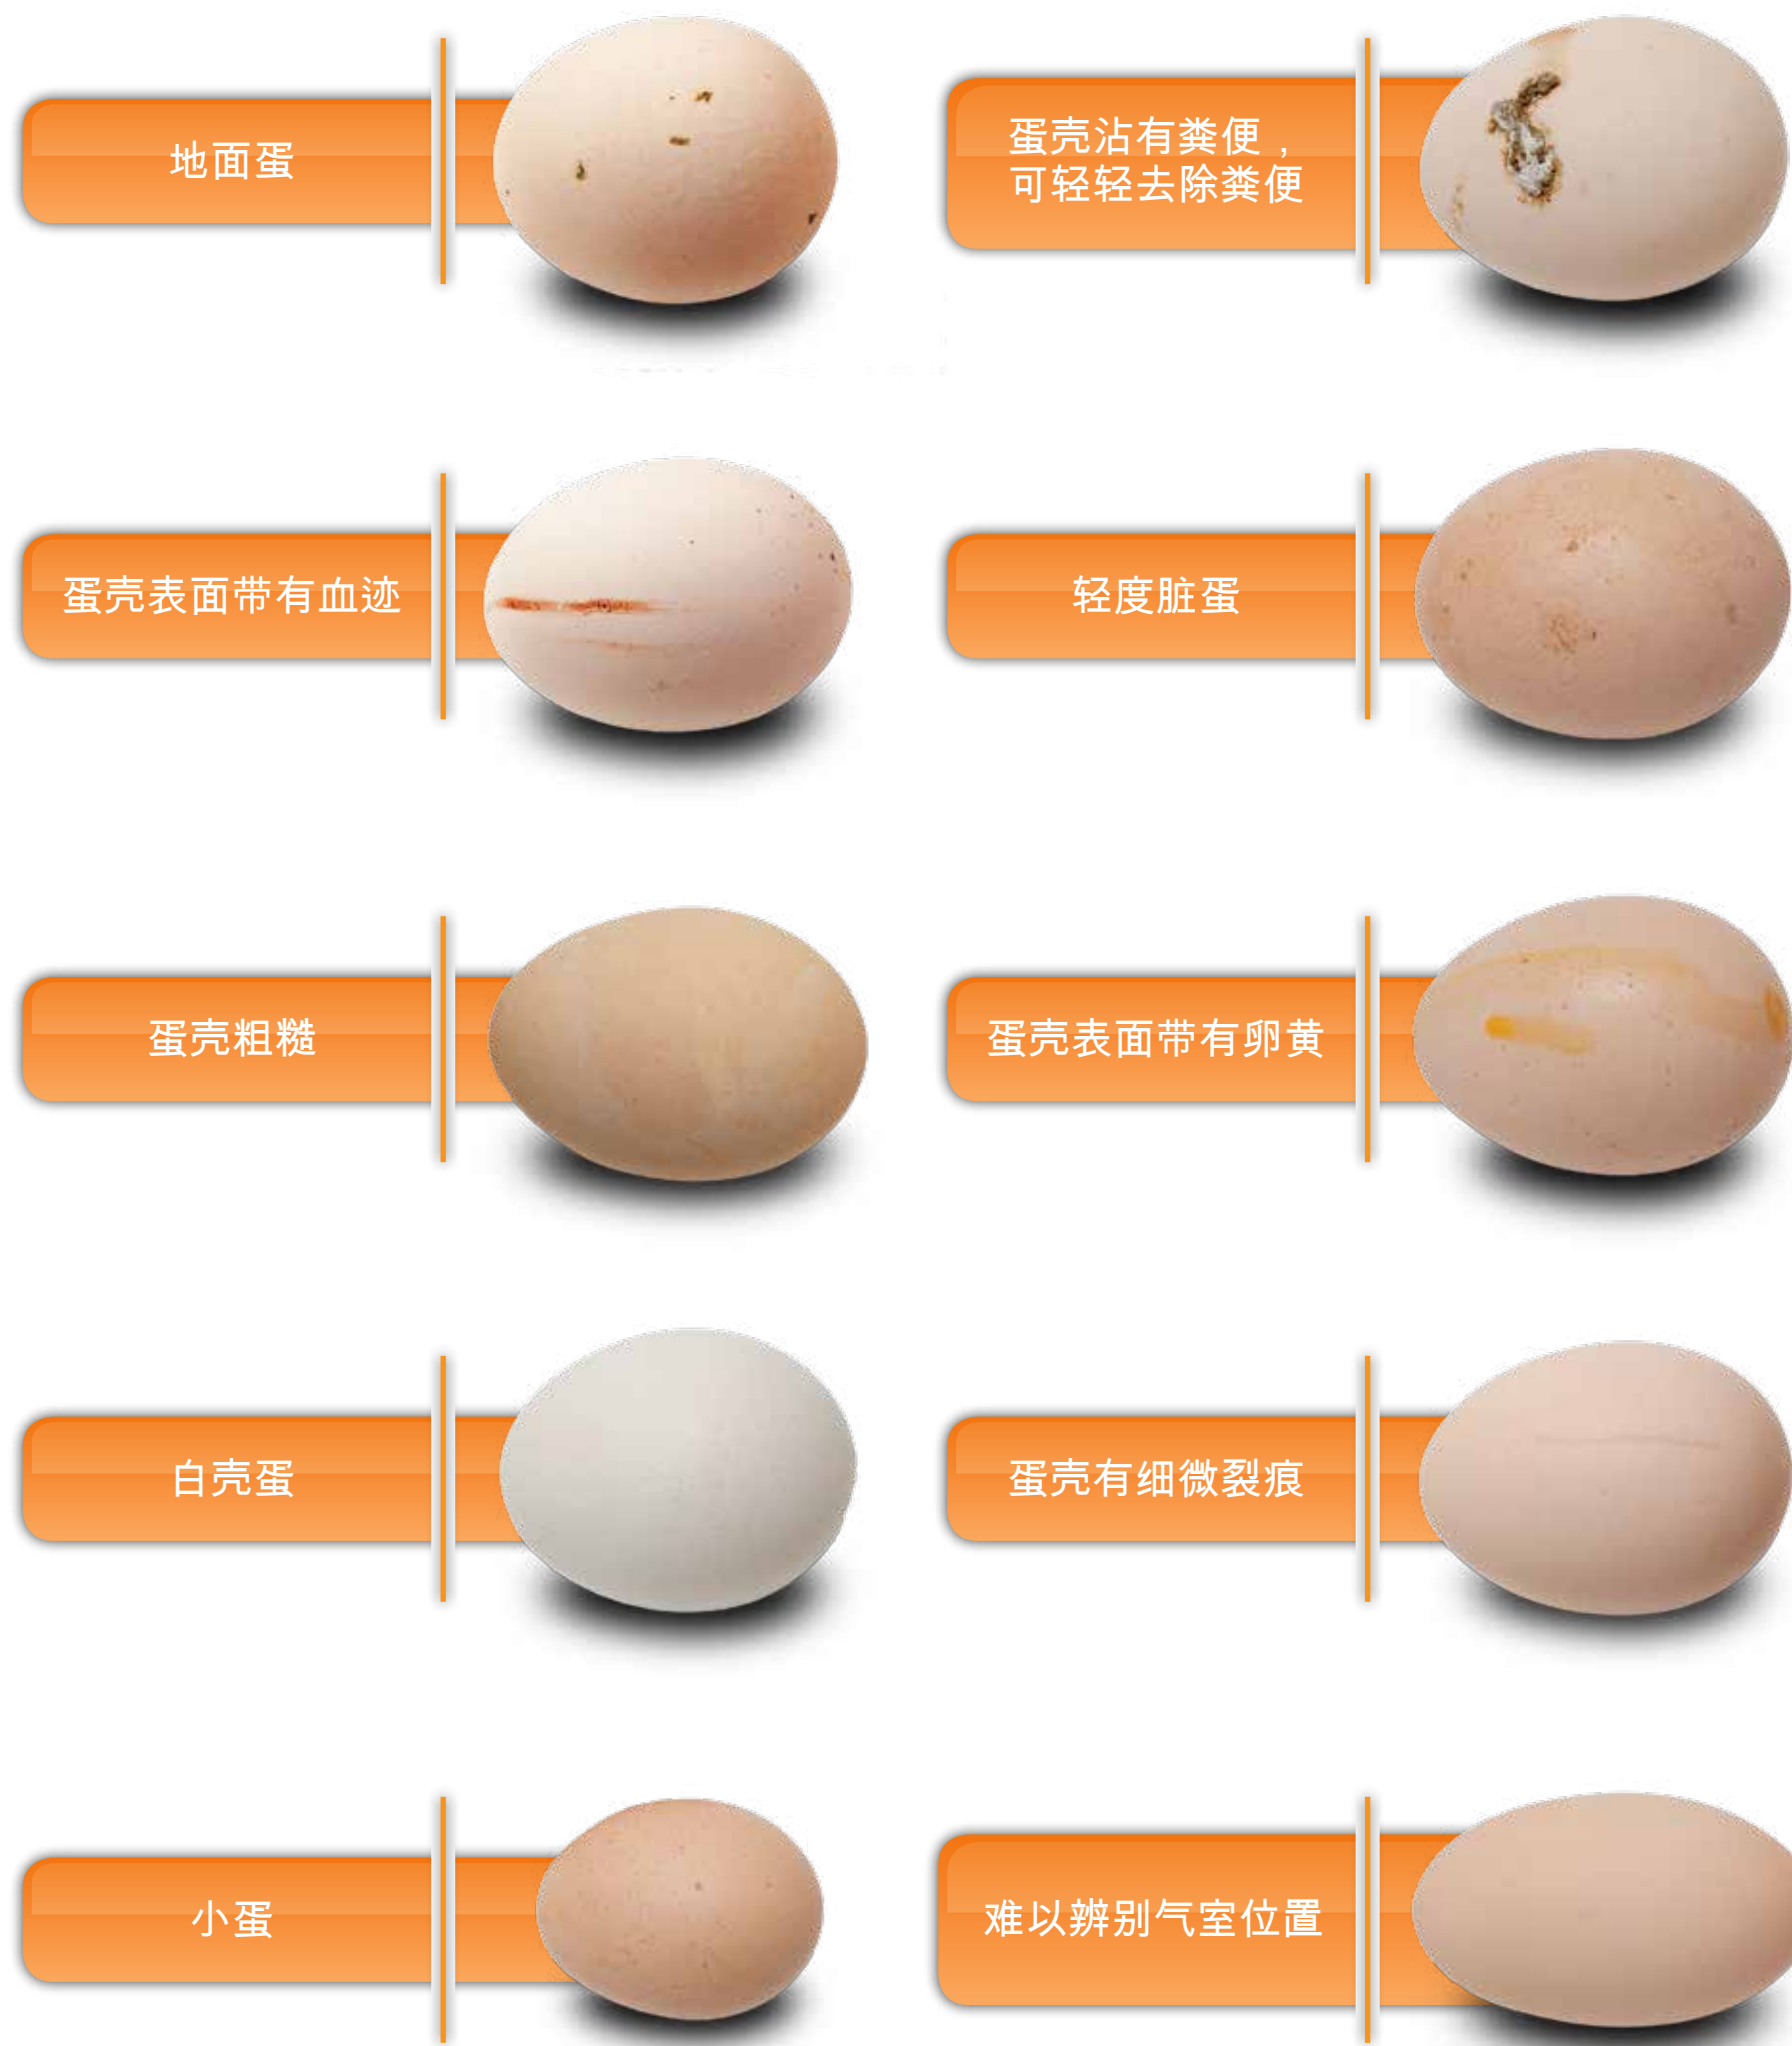 地面蛋
蛋壳沾有粪便，
可轻轻去除粪便
蛋壳表面带有血迹
轻度脏蛋
蛋壳粗糙
蛋壳表面带有卵黄
白壳蛋
蛋壳有细微裂痕
小蛋
难以辨别气室位置